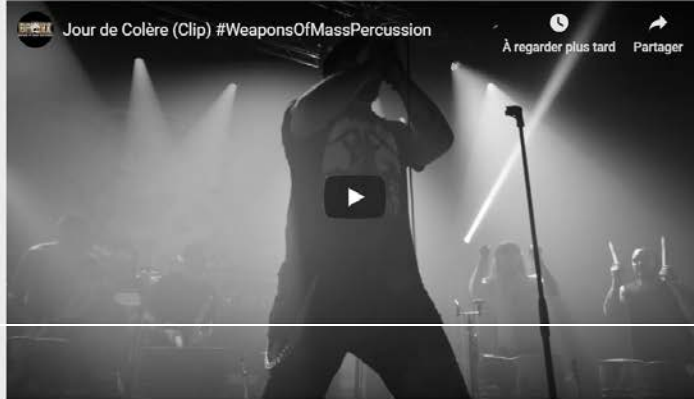 Jour de Colère (Clip) #WeaponsOfMassPercussion
À regarder plus tard
Partager